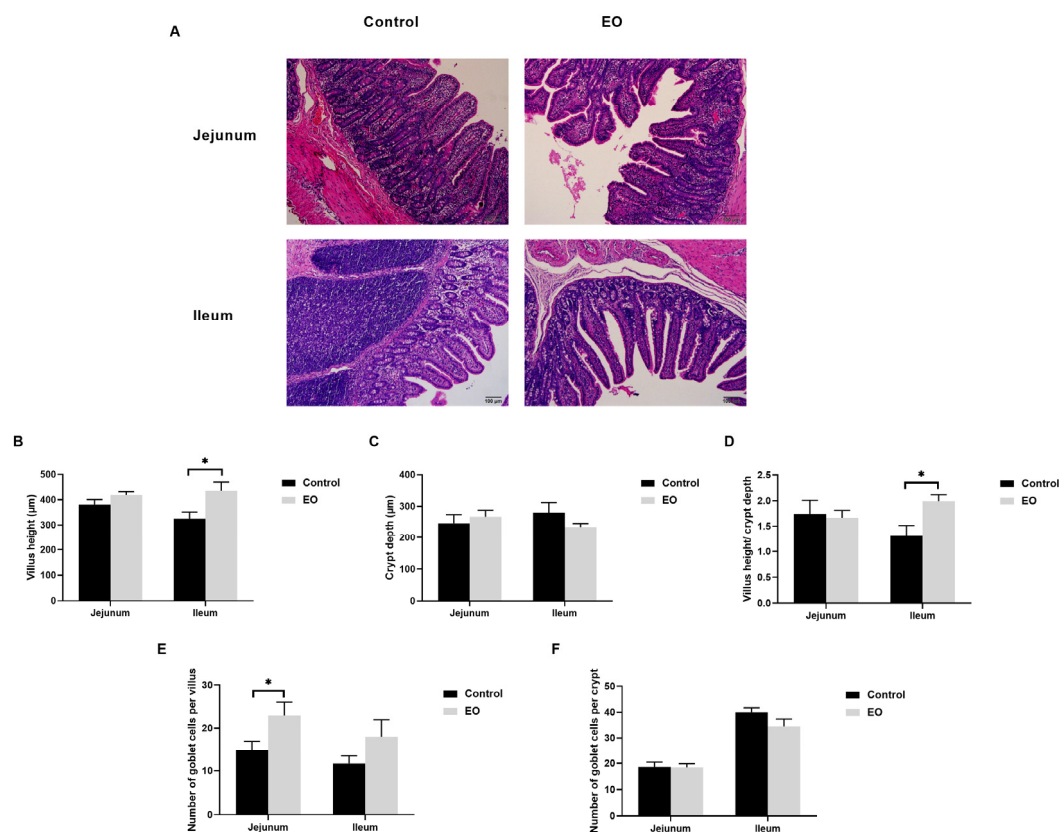 A
Control
EO
Jejunum
Ileum
100 µm
B
Villus height (µm)
500
400
300
200
100
0
Jejunum
Ileum
*
Control
EO
C
Crypt depth (µm)
400
300
200
100
0
Jejunum
Ileum
Control
EO
D
Villus height/ crypt depth
2.5
2.0
1.5
1.0
0.5
0.0
Jejunum
Ileum
*
Control
EO
E
Number of goblet cells per villus
30
20
10
0
Jejunum
Ileum
*
Control
EO
F
Number of goblet cells per crypt
50
40
30
20
10
0
Jejunum
Ileum
Control
EO